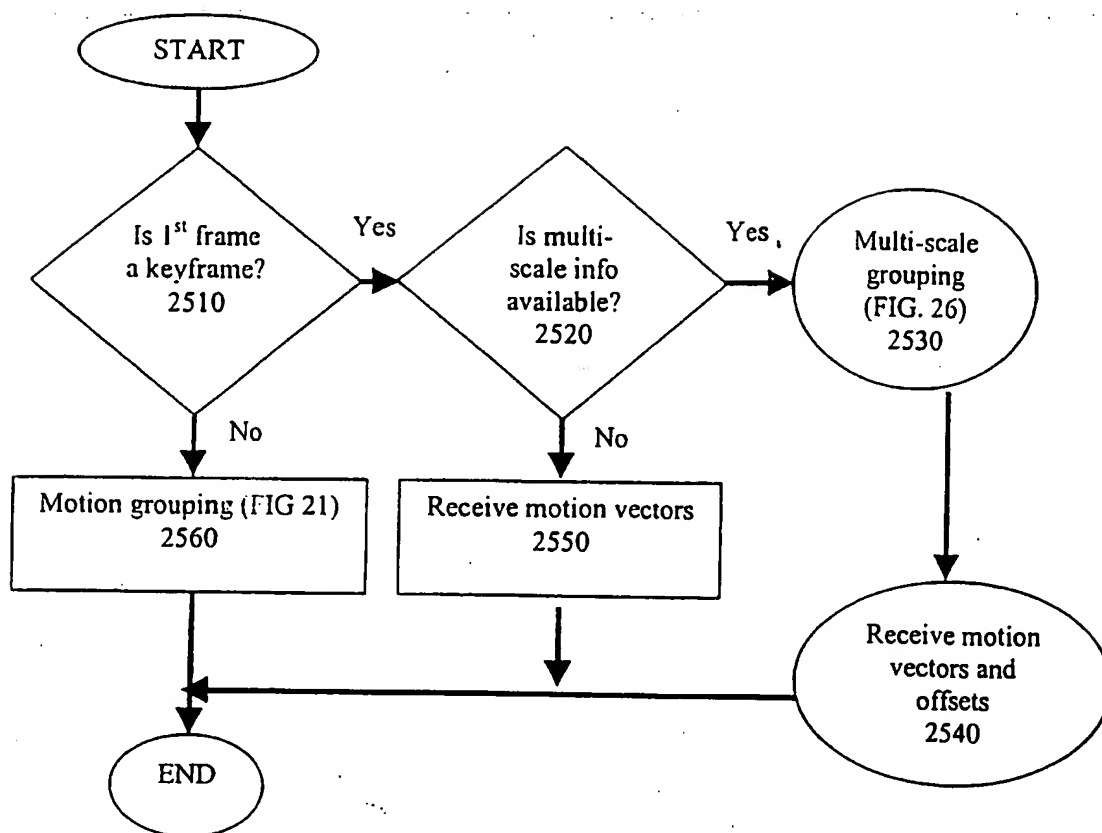 START
Is 1st frame
a keyframe?
2510
Yes
Is multi-
scale info
available?
2520
Yes
Multi-scale
grouping
(FIG. 26)
2530
No
No
Motion grouping (FIG 21)
2560
Receive motion vectors
2550
Receive motion
vectors and
offsets
2540
END